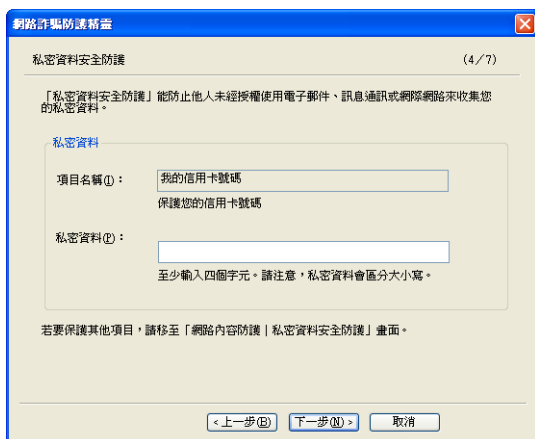 網路詐騙防護精靈
私密資料安全防護 (4/7)
「私密資料安全防護」能防止他人未經授權使用電子郵件、訊息通訊或網際網路來收集您
的私密資料。
私密資料
項目名稱(I)： 我的信用卡號碼
保護您的信用卡號碼
私密資料(P)：
至少輸入四個字元。請注意，私密資料會區分大小寫。
若要保護其他項目，請移至「網路內容防護 | 私密資料安全防護」畫面。
<上一步(B) 下一步(N)> 取消